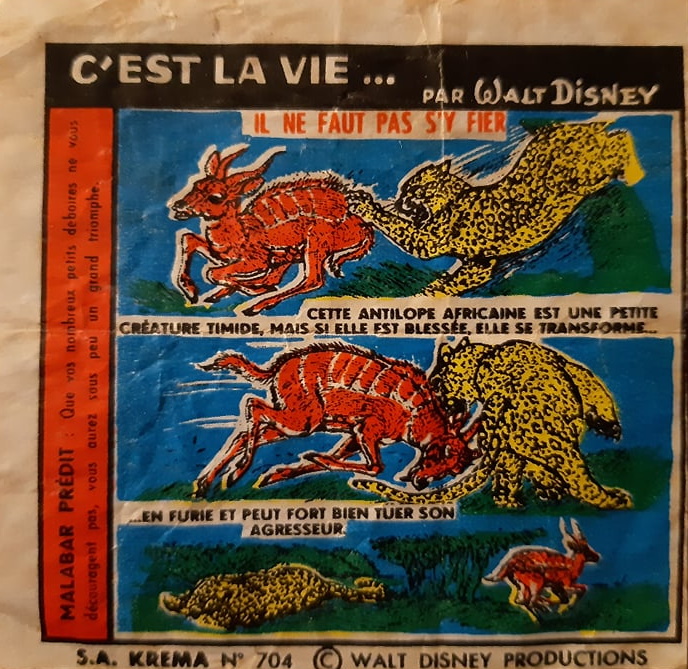 C'EST LA VIE ...
PAR WALT DISNEY
IL NE FAUT PAS S'Y FIER
CETTE ANTILOPE AFRICAINE EST UNE PETITE
CRÉATURE TIMIDE, MAIS SI ELLE EST BLESSÉE, ELLE SE TRANSFORME...
...EN FURIE ET PEUT FORT BIEN TUER SON
AGRESSEUR.
MALABAR PRÉDIT : Que vos nombreux petits déboires ne vous
découragent pas, vous aurez sous peu un grand triomphe.
S.A. KREMA N° 704 © WALT DISNEY PRODUCTIONS